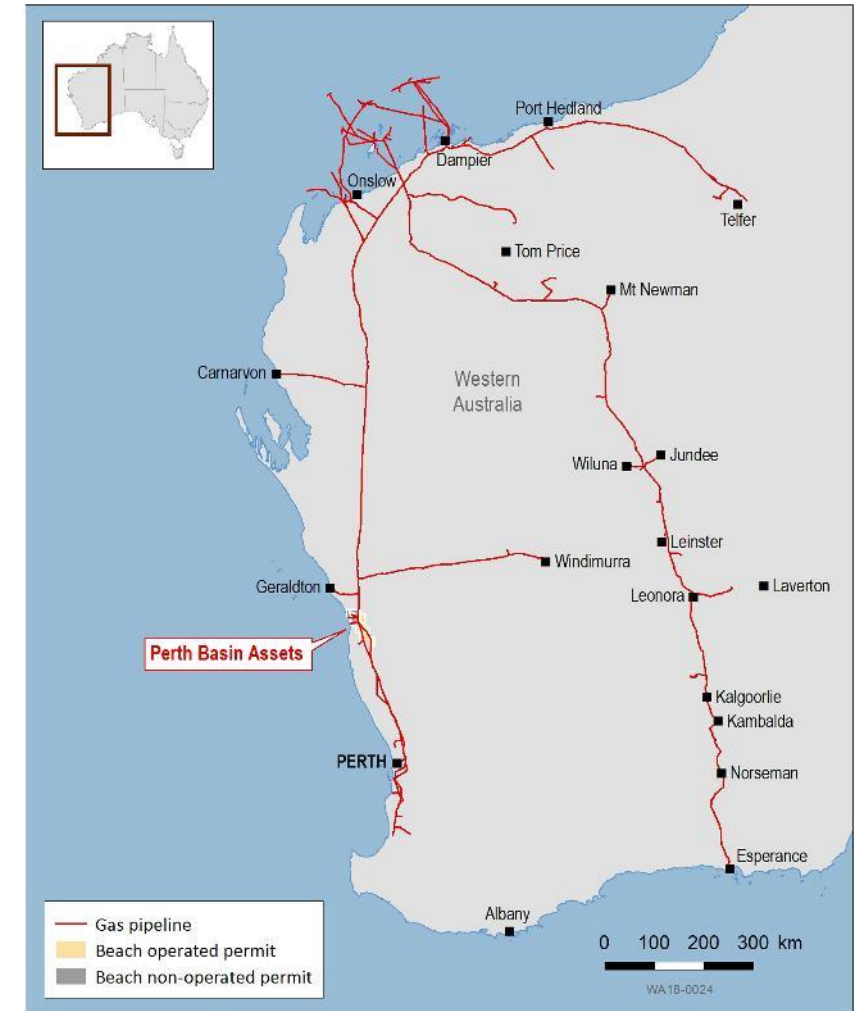 Port Hedland
Dampier
Onslow
Telfer
Tom Price
Mt Newman
Carnarvon
Western
Australia
Jundee
Wiluna
Leinster
Windimurra
Geraldton
Laverton
Leonora
Perth Basin Assets
Kalgoorlie
Kambalda
PERTH
Norseman
Esperance
Albany
Gas pipeline
Beach operated permit
Beach non-operated permit
0 100 200 300 km
WA18-0024